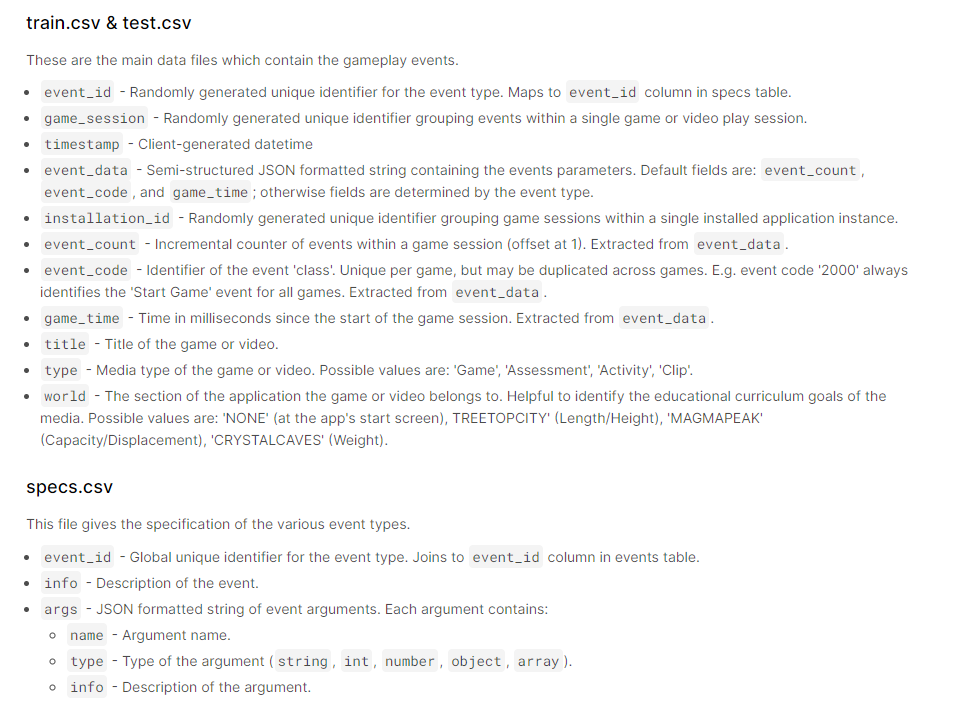 train.csv & test.csv
These are the main data files which contain the gameplay events.
event_id - Randomly generated unique identifier for the event type. Maps to event_id column in specs table.
game_session - Randomly generated unique identifier grouping events within a single game or video play session.
timestamp - Client-generated datetime
event_data - Semi-structured JSON formatted string containing the events parameters. Default fields are: event_count,
event_code, and game_time; otherwise fields are determined by the event type.
installation_id - Randomly generated unique identifier grouping game sessions within a single installed application instance.
event_count - Incremental counter of events within a game session (offset at 1). Extracted from event_data.
event_code - Identifier of the event 'class'. Unique per game, but may be duplicated across games. E.g. event code '2000' always
identifies the 'Start Game' event for all games. Extracted from event_data.
game_time - Time in milliseconds since the start of the game session. Extracted from event_data.
title - Title of the game or video.
type - Media type of the game or video. Possible values are: 'Game', 'Assessment', 'Activity', 'Clip'.
world - The section of the application the game or video belongs to. Helpful to identify the educational curriculum goals of the
media. Possible values are: 'NONE' (at the app's start screen), TREETOPCITY' (Length/Height), 'MAGMAPEAK'
(Capacity/Displacement), 'CRYSTALCAVES' (Weight).
specs.csv
This file gives the specification of the various event types.
event_id - Global unique identifier for the event type. Joins to event_id column in events table.
info - Description of the event.
args - JSON formatted string of event arguments. Each argument contains:
name - Argument name.
type - Type of the argument (string, int, number, object, array).
info - Description of the argument.